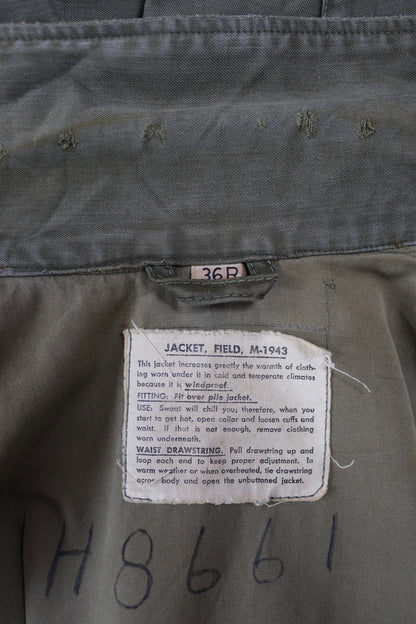 36R
JACKET, FIELD, M-1943
This jacket increases greatly the warmth of cloth-
ing worn under it in cold and temperate climates
because it is windproof.
FITTING: Fit over pile jacket.
USE: Sweat will chill you; therefore, when you
start to get hot, open collar and loosen cuffs and
waist. If that is not enough, remove clothing
worn underneath.
WAIST DRAWSTRING. Pull drawstring up and
loop each end to keep proper adjustment. In
warm weather or when overheated, tie drawstring
across body and open the unbuttoned jacket.
H8661